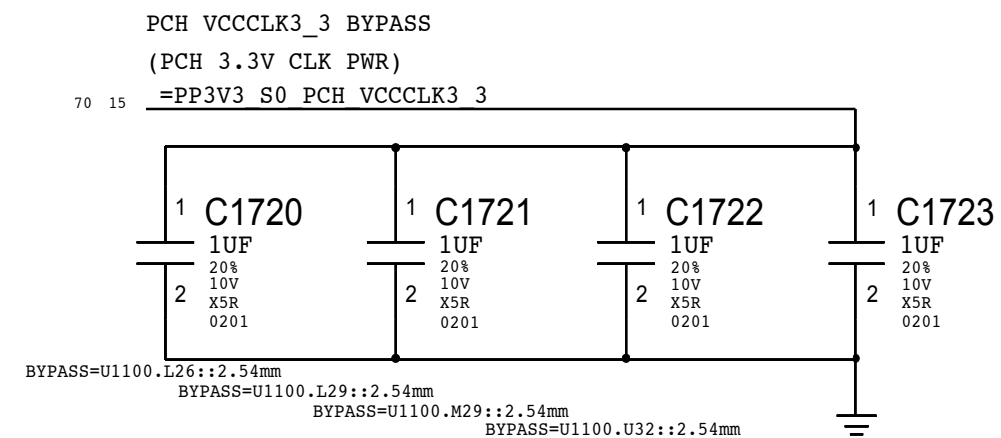 PCH VCCCLK3_3 BYPASS
(PCH 3.3V CLK PWR)
70 15 =PP3V3_S0_PCH_VCCCLK3_3
1 C1720
1UF
20%
10V
2 X5R
0201
1 C1721
1UF
20%
10V
2 X5R
0201
1 C1722
1UF
20%
10V
2 X5R
0201
1 C1723
1UF
20%
10V
2 X5R
0201
BYPASS=U1100.L26::2.54mm
BYPASS=U1100.L29::2.54mm
BYPASS=U1100.M29::2.54mm
BYPASS=U1100.U32::2.54mm